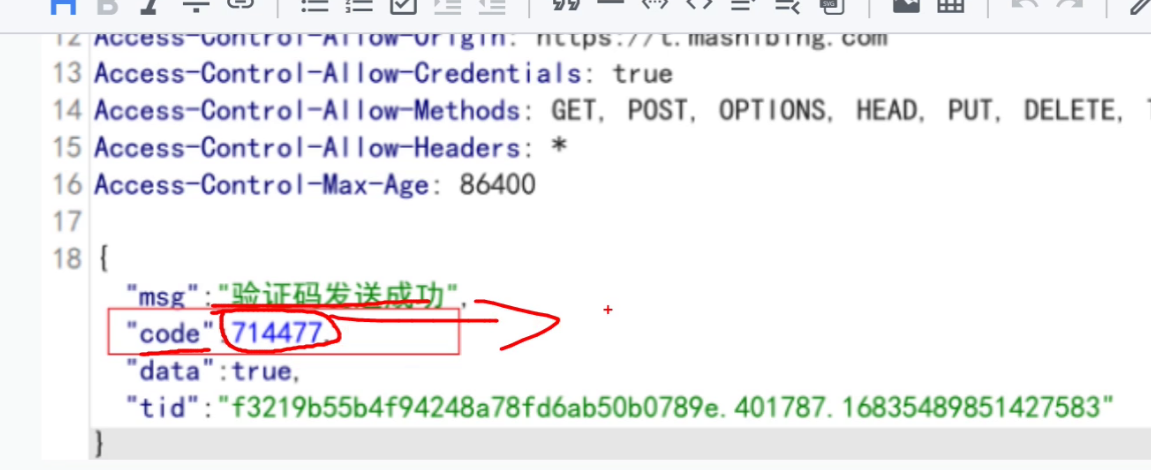 12 Access-Control-Allow-Origin: https://t.mashibing.com
13 Access-Control-Allow-Credentials: true
14 Access-Control-Allow-Methods: GET, POST, OPTIONS, HEAD, PUT, DELETE,
15 Access-Control-Allow-Headers: *
16 Access-Control-Max-Age: 86400
17
18 {
"msg":"验证码发送成功",
"code":714477,
"data":true,
"tid":"f3219b55b4f94248a78fd6ab50b0789e.401787.16835489851427583"
}